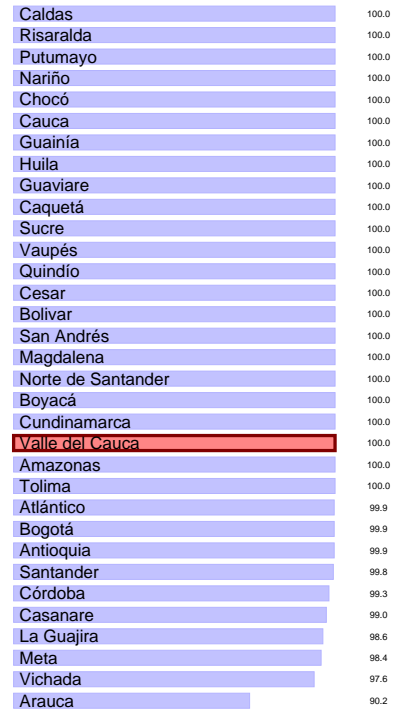 Caldas 100.0
Risaralda 100.0
Putumayo 100.0
Nariño 100.0
Chocó 100.0
Cauca 100.0
Guainía 100.0
Huila 100.0
Guaviare 100.0
Caquetá 100.0
Sucre 100.0
Vaupés 100.0
Quindío 100.0
Cesar 100.0
Bolivar 100.0
San Andrés 100.0
Magdalena 100.0
Norte de Santander 100.0
Boyacá 100.0
Cundinamarca 100.0
Valle del Cauca 100.0
Amazonas 100.0
Tolima 100.0
Atlántico 99.9
Bogotá 99.9
Antioquia 99.9
Santander 99.8
Córdoba 99.3
Casanare 99.0
La Guajira 98.6
Meta 98.4
Vichada 97.6
Arauca 90.2